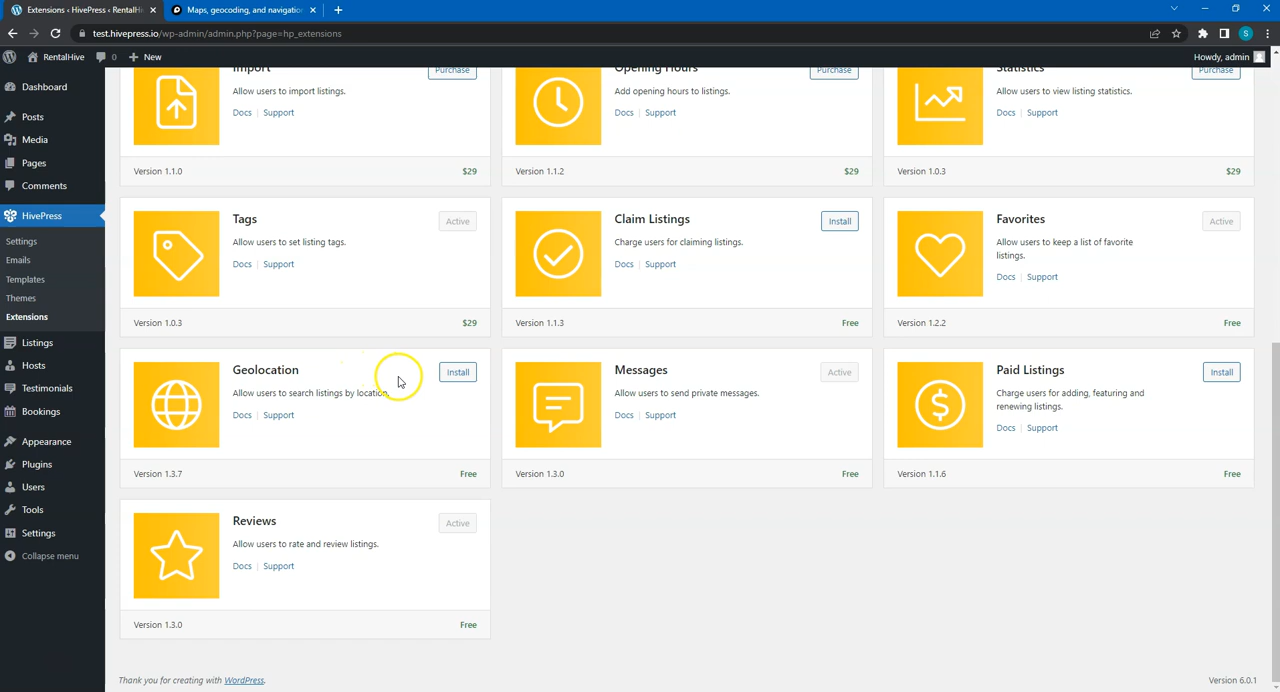 Extensions ‹ HivePress ‹ RentalHi
Maps, geocoding, and navigation
test.hivepress.io/wp-admin/admin.php?page=hp_extensions
S
RentalHive
0
New
Howdy, admin
Dashboard
Posts
Media
Pages
Comments
HivePress
Settings
Emails
Templates
Themes
Extensions
Listings
Hosts
Testimonials
Bookings
Appearance
Plugins
Users
Tools
Settings
Collapse menu
Import
Purchase
Allow users to import listings.
Docs | Support
Version 1.1.0
$29
Opening Hours
Purchase
Add opening hours to listings.
Docs | Support
Version 1.1.2
$29
Statistics
Purchase
Allow users to view listing statistics.
Docs | Support
Version 1.0.3
$29
Tags
Active
Allow users to set listing tags.
Docs | Support
Version 1.0.3
$29
Claim Listings
Install
Charge users for claiming listings.
Docs | Support
Version 1.1.3
Free
Favorites
Active
Allow users to keep a list of favorite
listings.
Docs | Support
Version 1.2.2
Free
Geolocation
Install
Allow users to search listings by location.
Docs | Support
Version 1.3.7
Free
Messages
Active
Allow users to send private messages.
Docs | Support
Version 1.3.0
Free
Paid Listings
Install
Charge users for adding, featuring and
renewing listings.
Docs | Support
Version 1.1.6
Free
Reviews
Active
Allow users to rate and review listings.
Docs | Support
Version 1.3.0
Free
Thank you for creating with WordPress.
Version 6.0.1